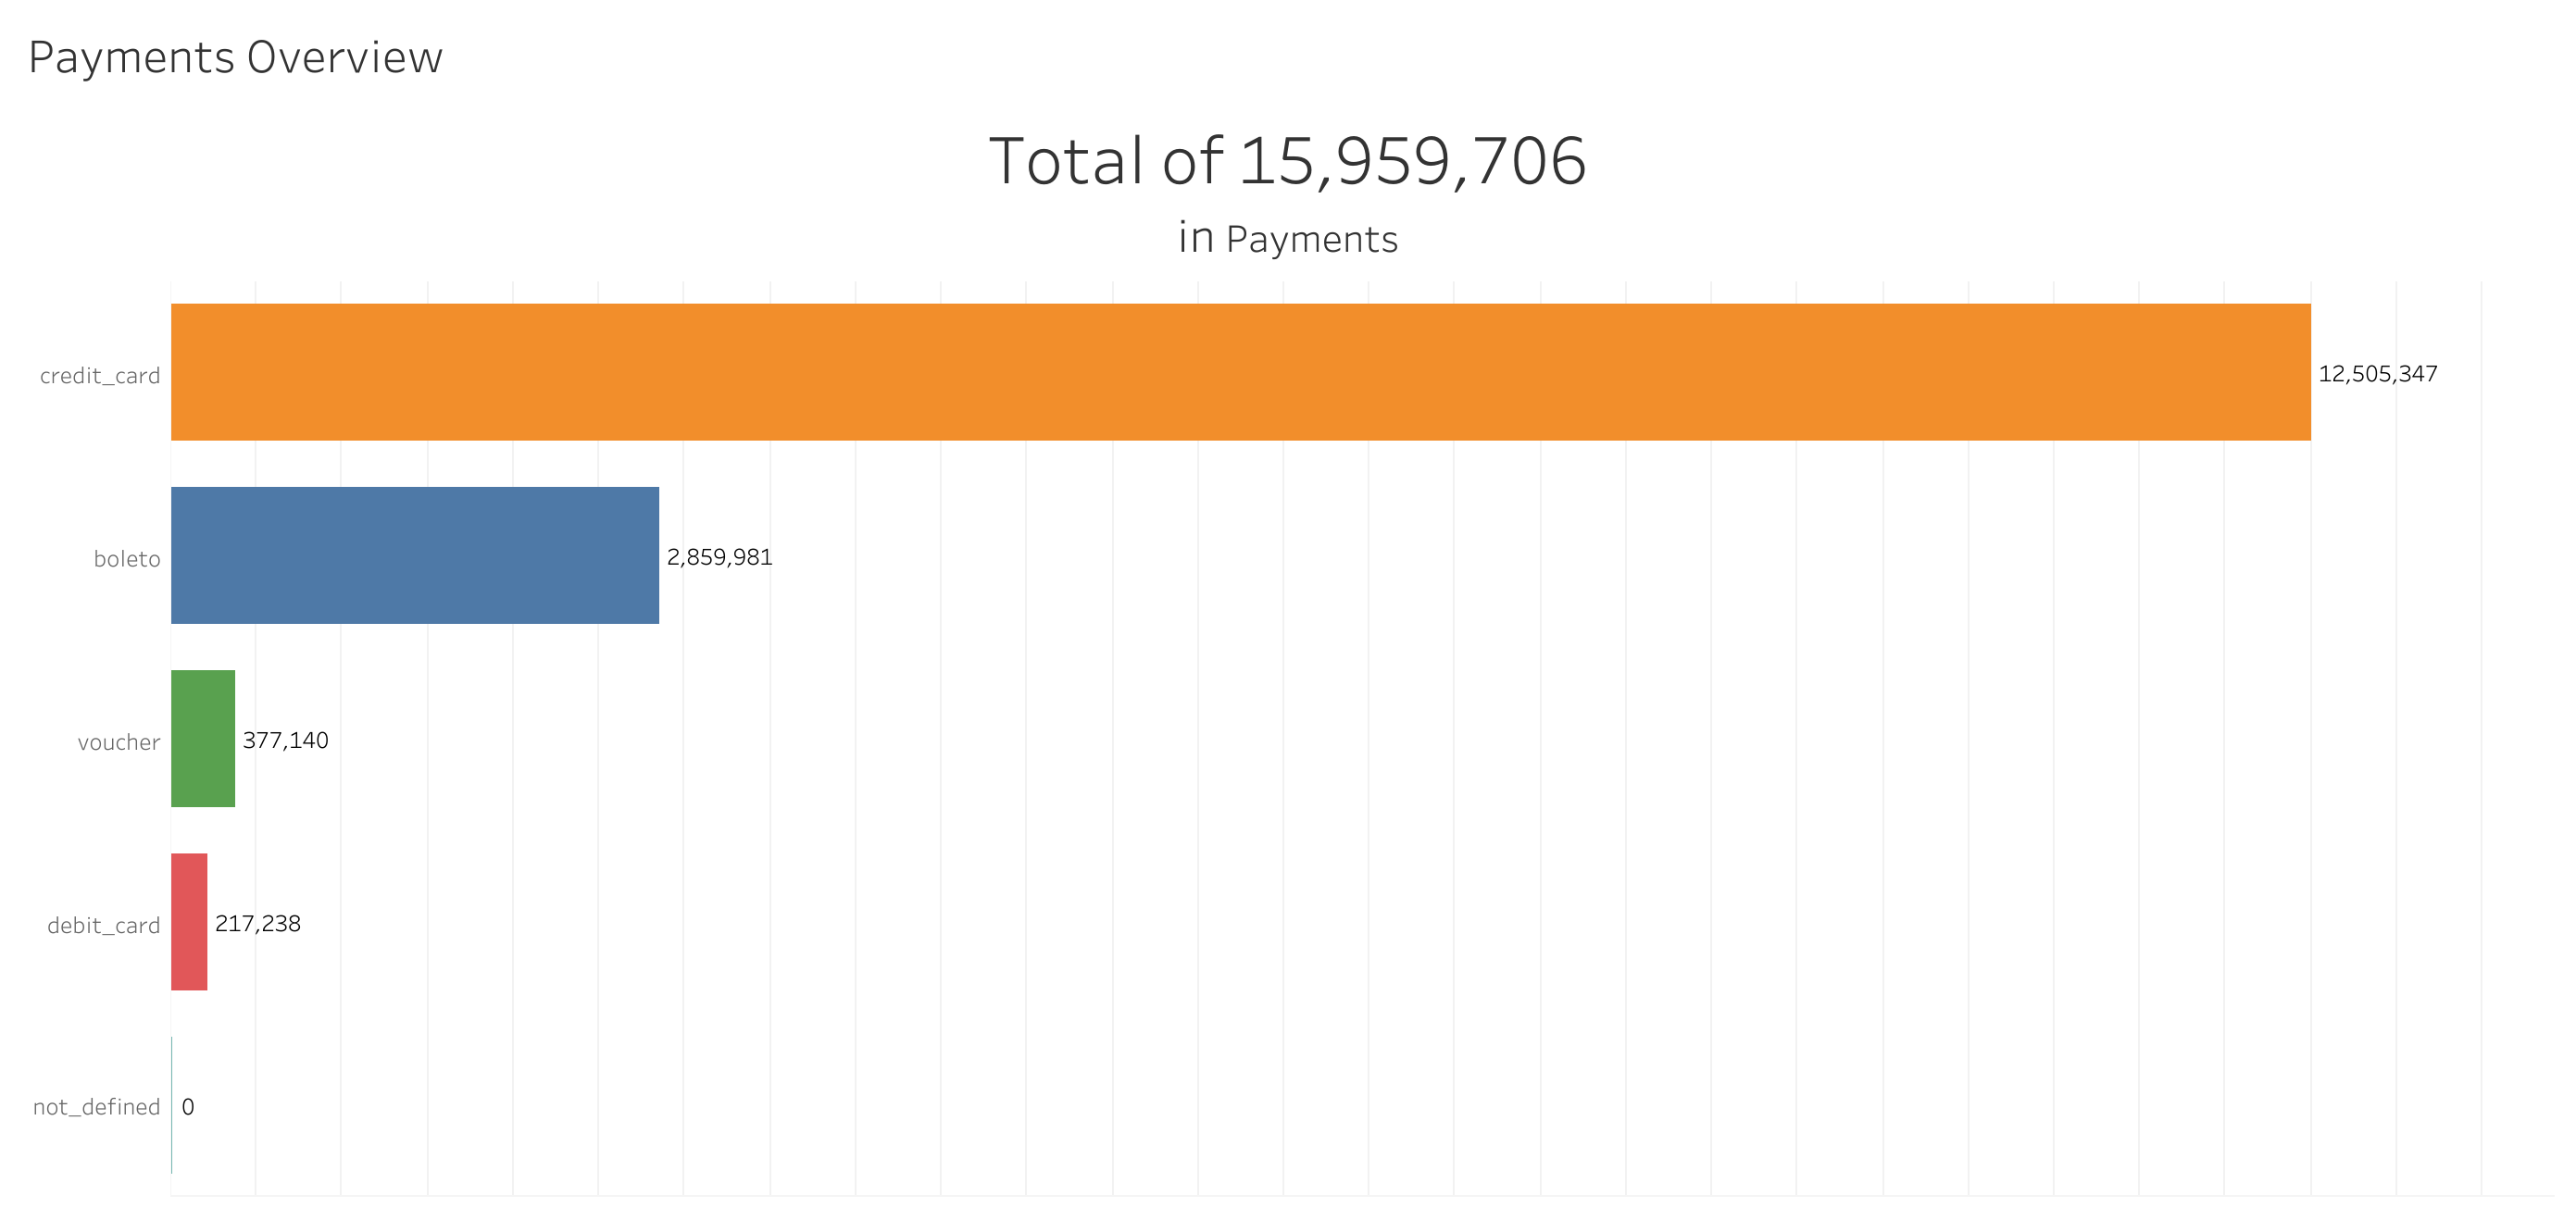 Payments Overview
Total of 15,959,706
in Payments
credit_card 12,505,347
boleto 2,859,981
voucher 377,140
debit_card 217,238
not_defined 0